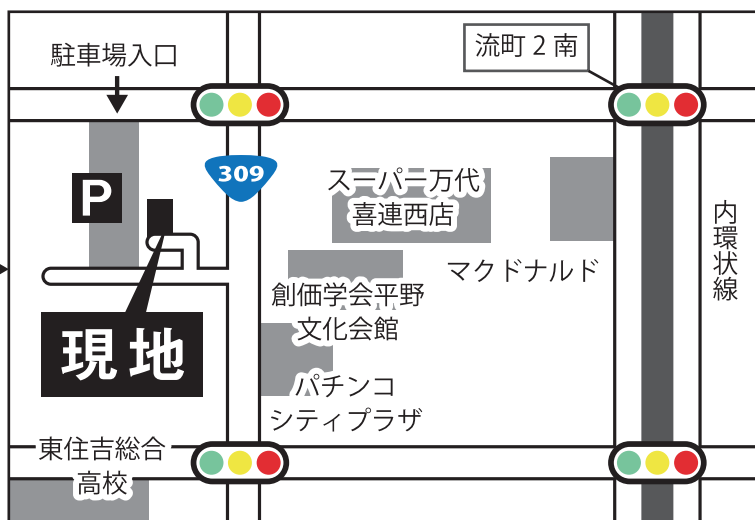 駐車場入口
流町2南
P
309
スーパー万代
喜連西店
内環状線
マクドナルド
創価学会平野
文化会館
現地
パチンコ
シティプラザ
東住吉総合
高校